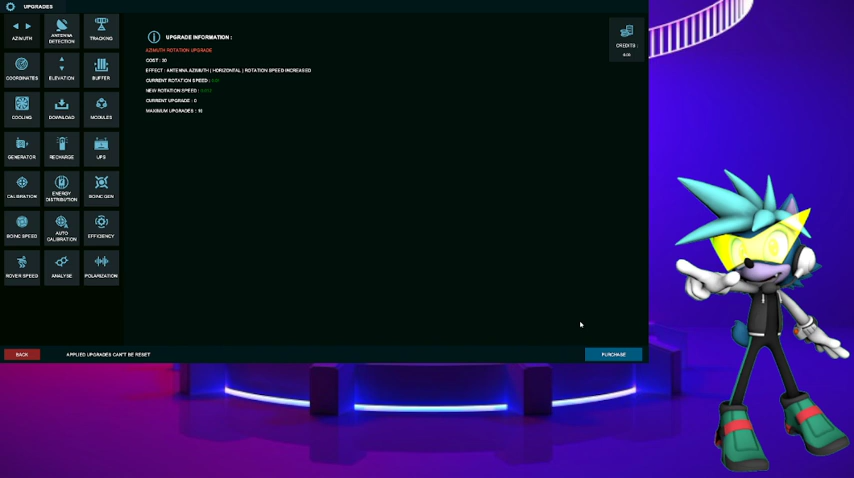 UPGRADES
AZIMUTH
ANTENNA
DETECTION
TRACKING
COORDINATES
ELEVATION
BUFFER
COOLING
DOWNLOAD
MODULES
GENERATOR
RECHARGE
UPS
CALIBRATION
ENERGY
DISTRIBUTION
BOINC GEN
BOINC SPEED
AUTO
CALIBRATION
EFFICIENCY
ROVER SPEED
ANALYSE
POLARIZATION
UPGRADE INFORMATION :
AZIMUTH ROTATION UPGRADE
COST : 30
EFFECT : ANTENNA AZIMUTH ( HORIZONTAL ) ROTATION SPEED INCREASED
CURRENT ROTATION SPEED :
NEW ROTATION SPEED :
CURRENT UPGRADE : 0
MAXIMUM UPGRADES : 10
CREDITS :
BACK
APPLIED UPGRADES CAN'T BE RESET
PURCHASE